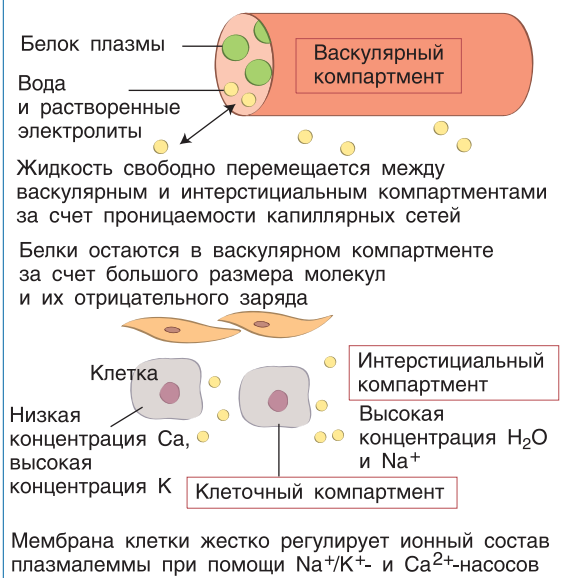 Белок плазмы
Васкулярный
компартмент
Вода
и растворенные
электролиты
Жидкость свободно перемещается между
васкулярным и интерстициальным компартментами
за счет проницаемости капиллярных сетей
Белки остаются в васкулярном компартменте
за счет большого размера молекул
и их отрицательного заряда
Клетка
Интерстициальный
компартмент
Низкая
концентрация Ca,
высокая
концентрация K
Высокая
концентрация H₂O
и Na⁺
Клеточный компартмент
Мембрана клетки жестко регулирует ионный состав
плазмалеммы при помощи Na⁺/K⁺- и Ca²⁺-насосов